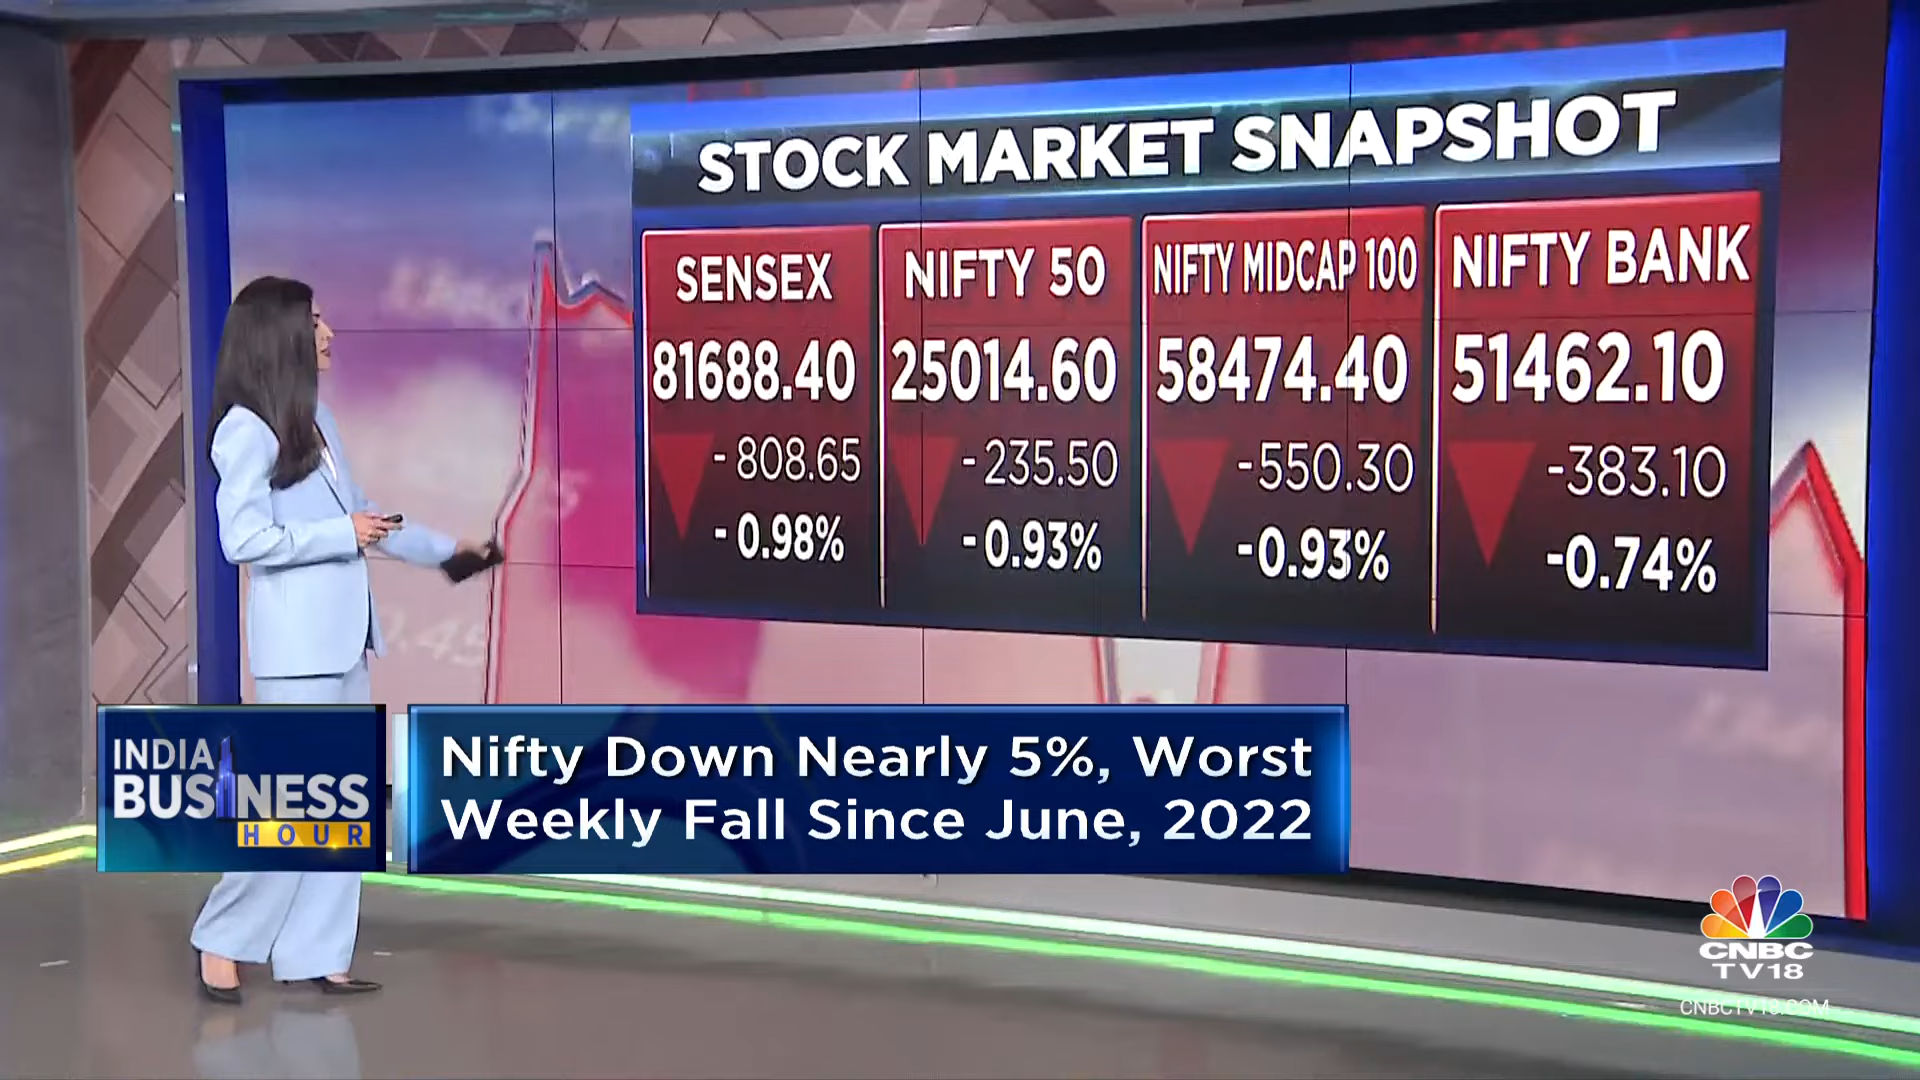 STOCK MARKET SNAPSHOT
SENSEX
81688.40
- 808.65
- 0.98%
NIFTY 50
25014.60
- 235.50
- 0.93%
NIFTY MIDCAP 100
58474.40
-550.30
-0.93%
NIFTY BANK
51462.10
-383.10
-0.74%
INDIA
BUSINESS
HOUR
Nifty Down Nearly 5%, Worst
Weekly Fall Since June, 2022
CNBC
TV18
CNBCTV18.COM